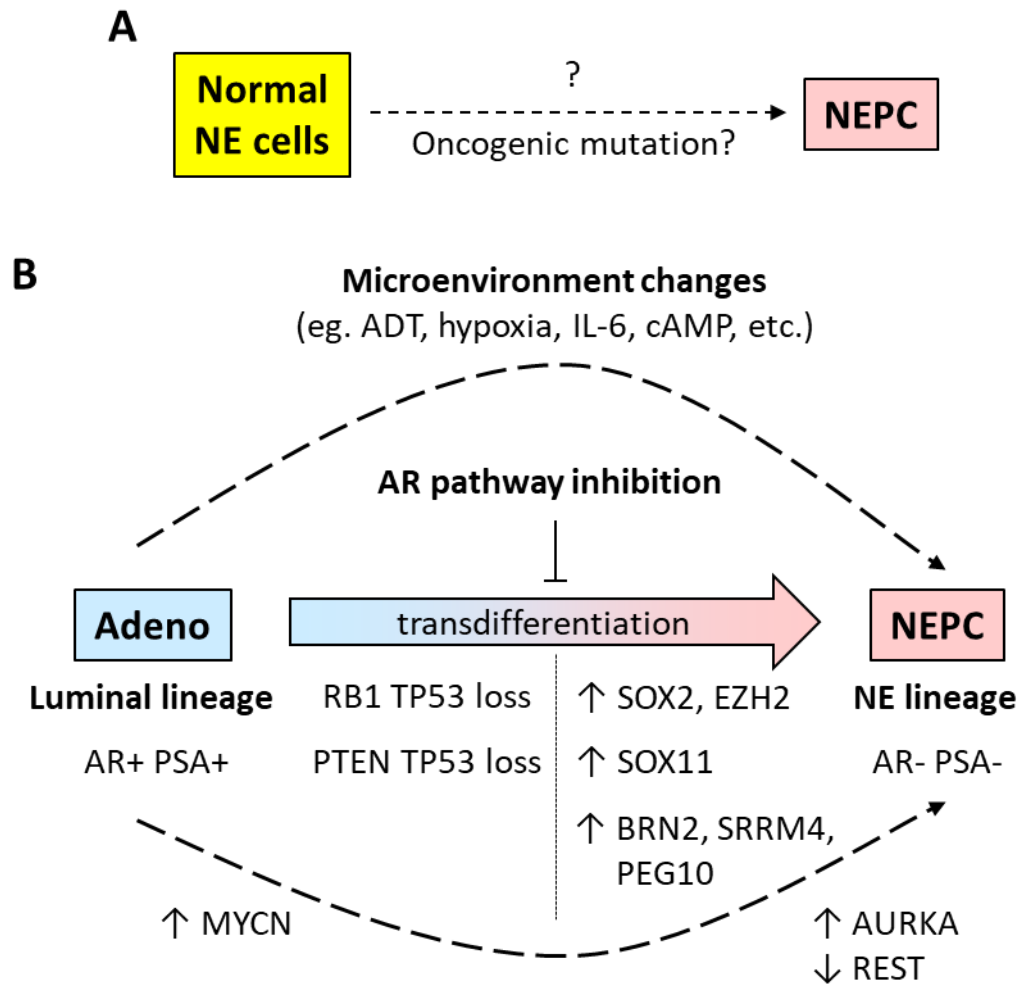 A
Normal
NE cells
?
Oncogenic mutation?
NEPC
B
Microenvironment changes
(eg. ADT, hypoxia, IL-6, cAMP, etc.)
AR pathway inhibition
Adeno
transdifferentiation
NEPC
Luminal lineage
RB1 TP53 loss
↑ SOX2, EZH2
NE lineage
AR+ PSA+
PTEN TP53 loss
↑ SOX11
AR- PSA-
↑ BRN2, SRRM4,
PEG10
↑ MYCN
↑ AURKA
↓ REST